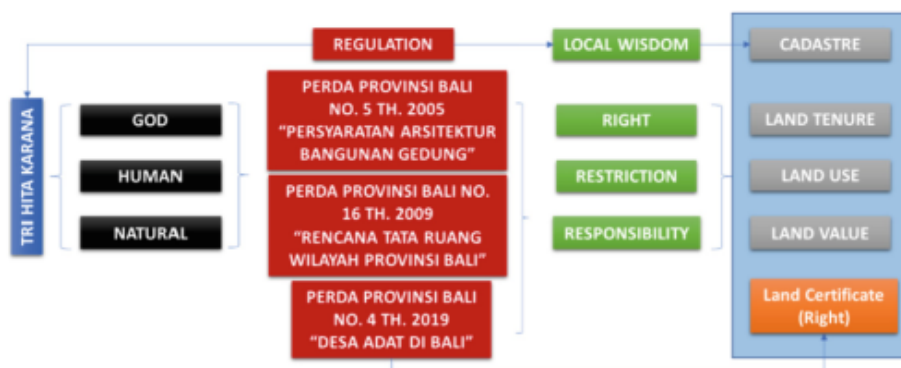 REGULATION
LOCAL WISDOM
CADASTRE
TRI HITA KARANA
GOD
HUMAN
NATURAL
PERDA PROVINSI BALI
NO. 5 TH. 2005
“PERSYARATAN ARSITEKTUR
BANGUNAN GEDUNG”
PERDA PROVINSI BALI NO.
16 TH. 2009
“RENCANA TATA RUANG
WILAYAH PROVINSI BALI”
PERDA PROVINSI BALI
NO. 4 TH. 2019
“DESA ADAT DI BALI”
RIGHT
RESTRICTION
RESPONSIBILITY
LAND TENURE
LAND USE
LAND VALUE
Land Certificate
(Right)